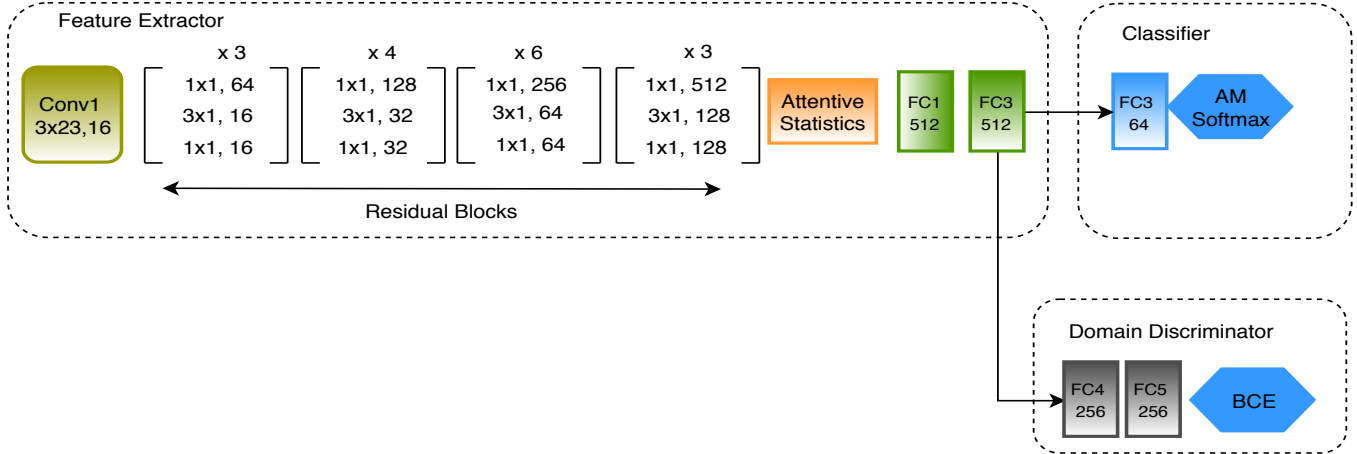 Feature Extractor
Conv1
3x23,16
x 3
1x1, 64
3x1, 16
1x1, 16
x 4
1x1, 128
3x1, 32
1x1, 32
x 6
1x1, 256
3x1, 64
1x1, 64
x 3
1x1, 512
3x1, 128
1x1, 128
Residual Blocks
Attentive
Statistics
FC1
512
FC3
512
Classifier
FC3
64
AM
Softmax
Domain Discriminator
FC4
256
FC5
256
BCE